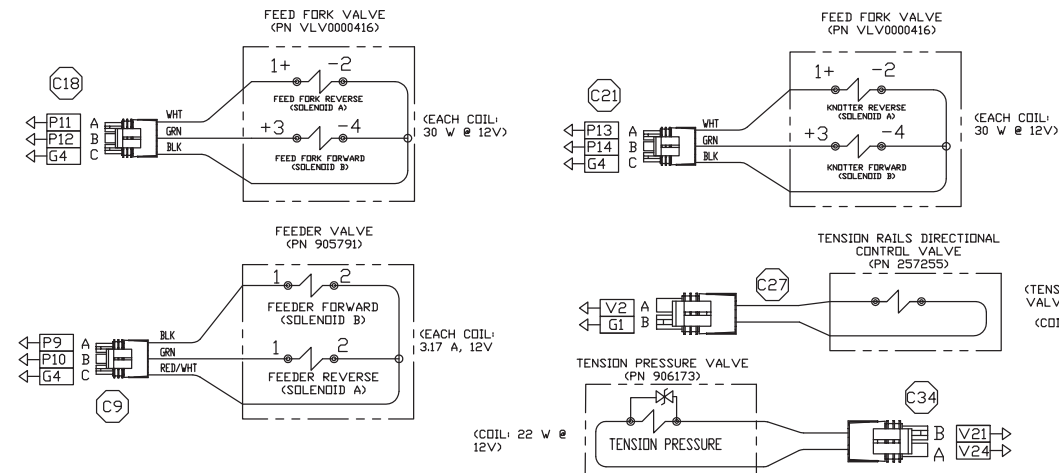 FEED FORK VALVE
(PN VLV0000416)
C18
1+ -2
FEED FORK REVERSE
(SOLENOID A)
P11 A WHT
P12 B GRN
G4 C BLK
+3 -4
FEED FORK FORWARD
(SOLENOID B)
(EACH COIL:
30 W @ 12V)
FEED FORK VALVE
(PN VLV0000416)
C21
1+ -2
KNOTTER REVERSE
(SOLENOID A)
P13 A WHT
P14 B GRN
G4 C BLK
+3 -4
KNOTTER FORWARD
(SOLENOID B)
(EACH COIL:
30 W @ 12V)
FEEDER VALVE
(PN 905791)
1 2
FEEDER FORWARD
(SOLENOID B)
P9 A BLK
P10 B GRN
G4 C RED/WHT
C9
1 2
FEEDER REVERSE
(SOLENOID A)
(EACH COIL:
3.17 A, 12V
TENSION RAILS DIRECTIONAL
CONTROL VALVE
(PN 257255)
C27
V2 A
G1 B
(TENS
VALV
(COI
TENSION PRESSURE VALVE
(PN 906173)
TENSION PRESSURE
(COIL: 22 W @
12V)
C34
B V21
A V24